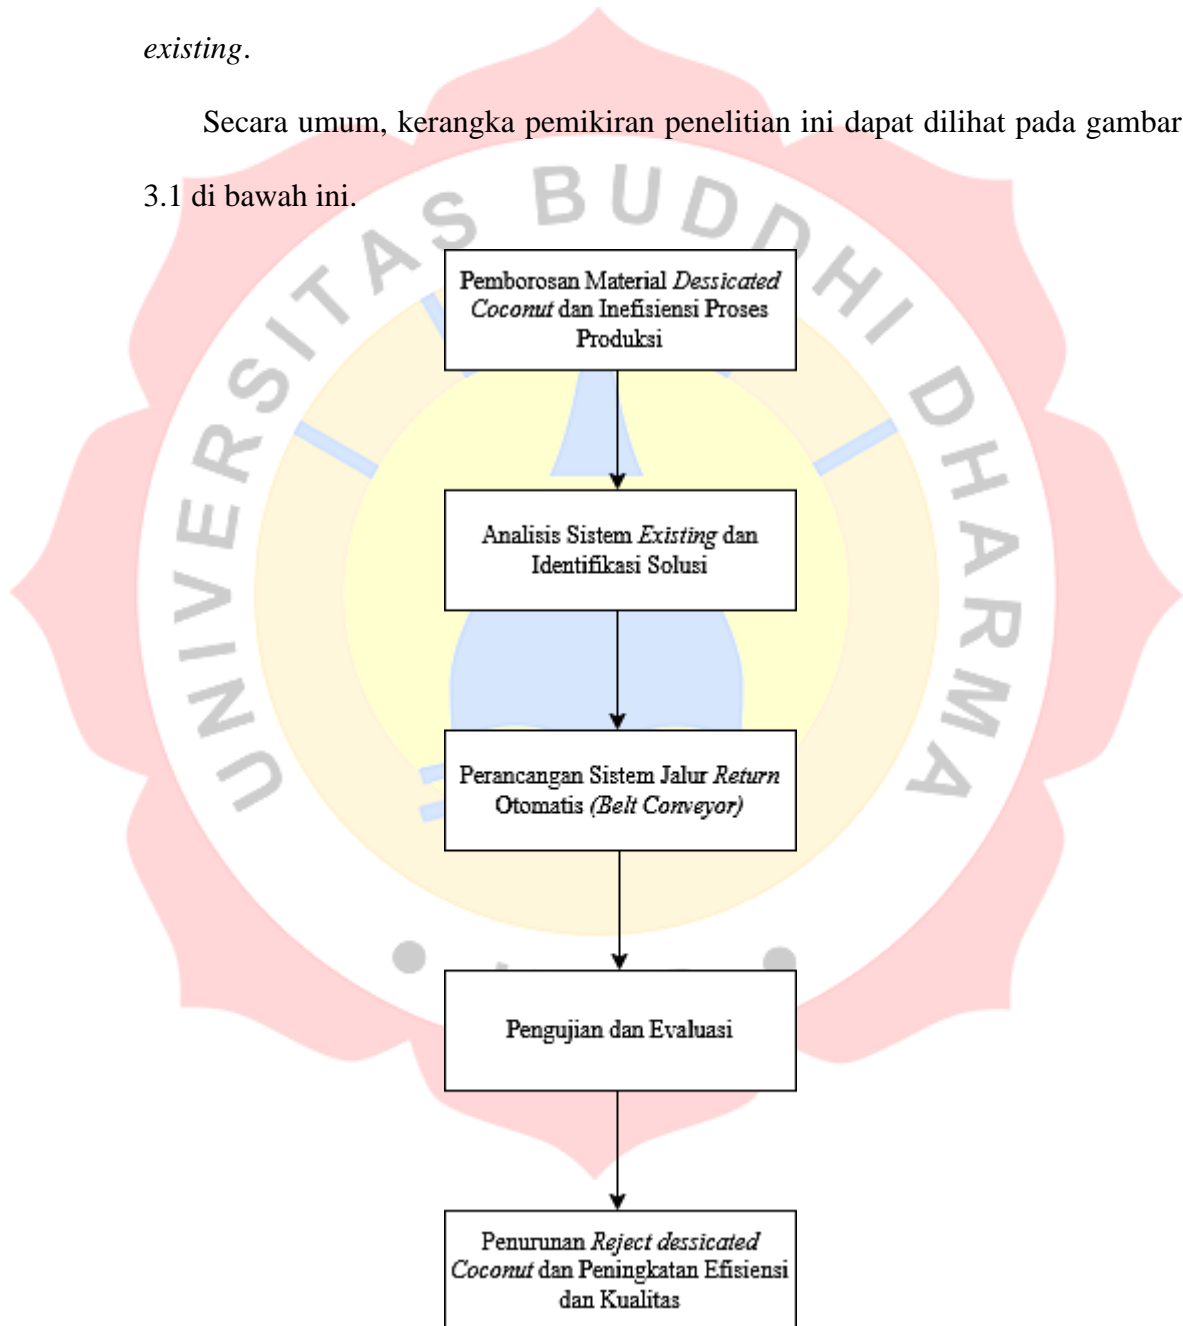 existing.
Secara umum, kerangka pemikiran penelitian ini dapat dilihat pada gambar
3.1 di bawah ini.
UNIVERSITAS BUDDHI DHARMA
Pemborosan Material Dessicated
Coconut dan Inefisiensi Proses
Produksi
Analisis Sistem Existing dan
Identifikasi Solusi
Perancangan Sistem Jalur Return
Otomatis (Belt Conveyor)
Pengujian dan Evaluasi
Penurunan Reject dessicated
Coconut dan Peningkatan Efisiensi
dan Kualitas